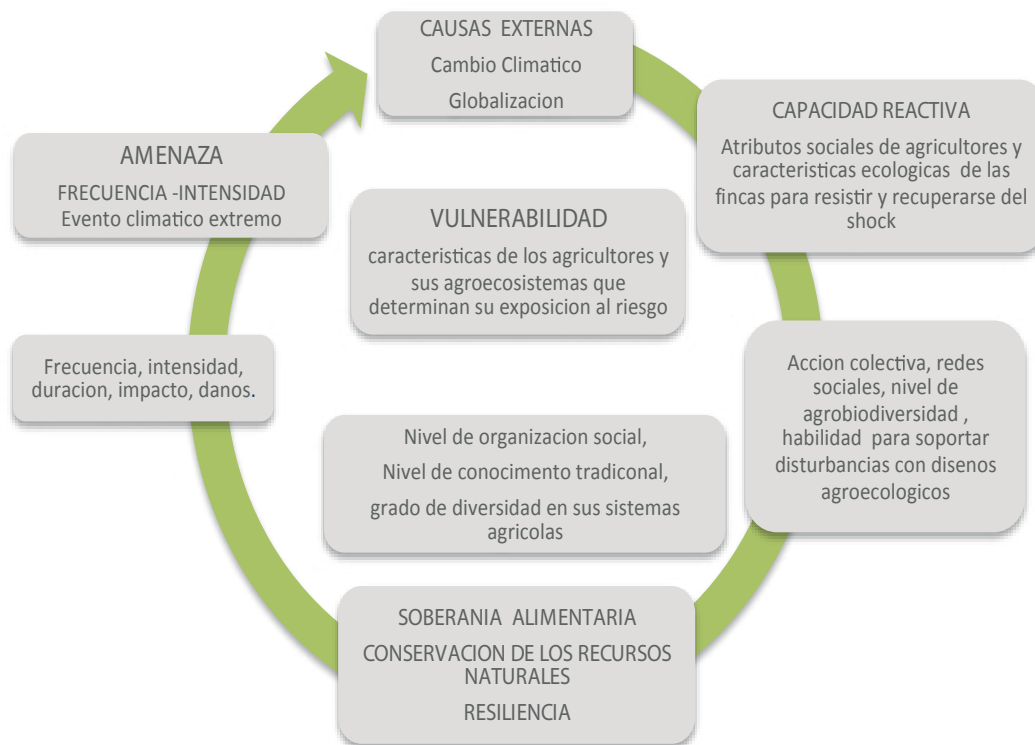 CAUSAS EXTERNAS
Cambio Climatico
Globalizacion
CAPACIDAD REACTIVA
Atributos sociales de agricultores y
caracteristicas ecologicas de las
fincas para resistir y recuperarse del
shock
AMENAZA
FRECUENCIA -INTENSIDAD
Evento climatico extremo
VULNERABILIDAD
caracteristicas de los agricultores y
sus agroecosistemas que
determinan su exposicion al riesgo
Frecuencia, intensidad,
duracion, impacto, danos.
Accion colectiva, redes
sociales, nivel de
agrobiodiversidad ,
habilidad para soportar
disturbancias con disenos
agroecologicos
Nivel de organizacion social,
Nivel de conocimento tradiconal,
grado de diversidad en sus sistemas
agricolas
SOBERANIA ALIMENTARIA
CONSERVACION DE LOS RECURSOS
NATURALES
RESILIENCIA